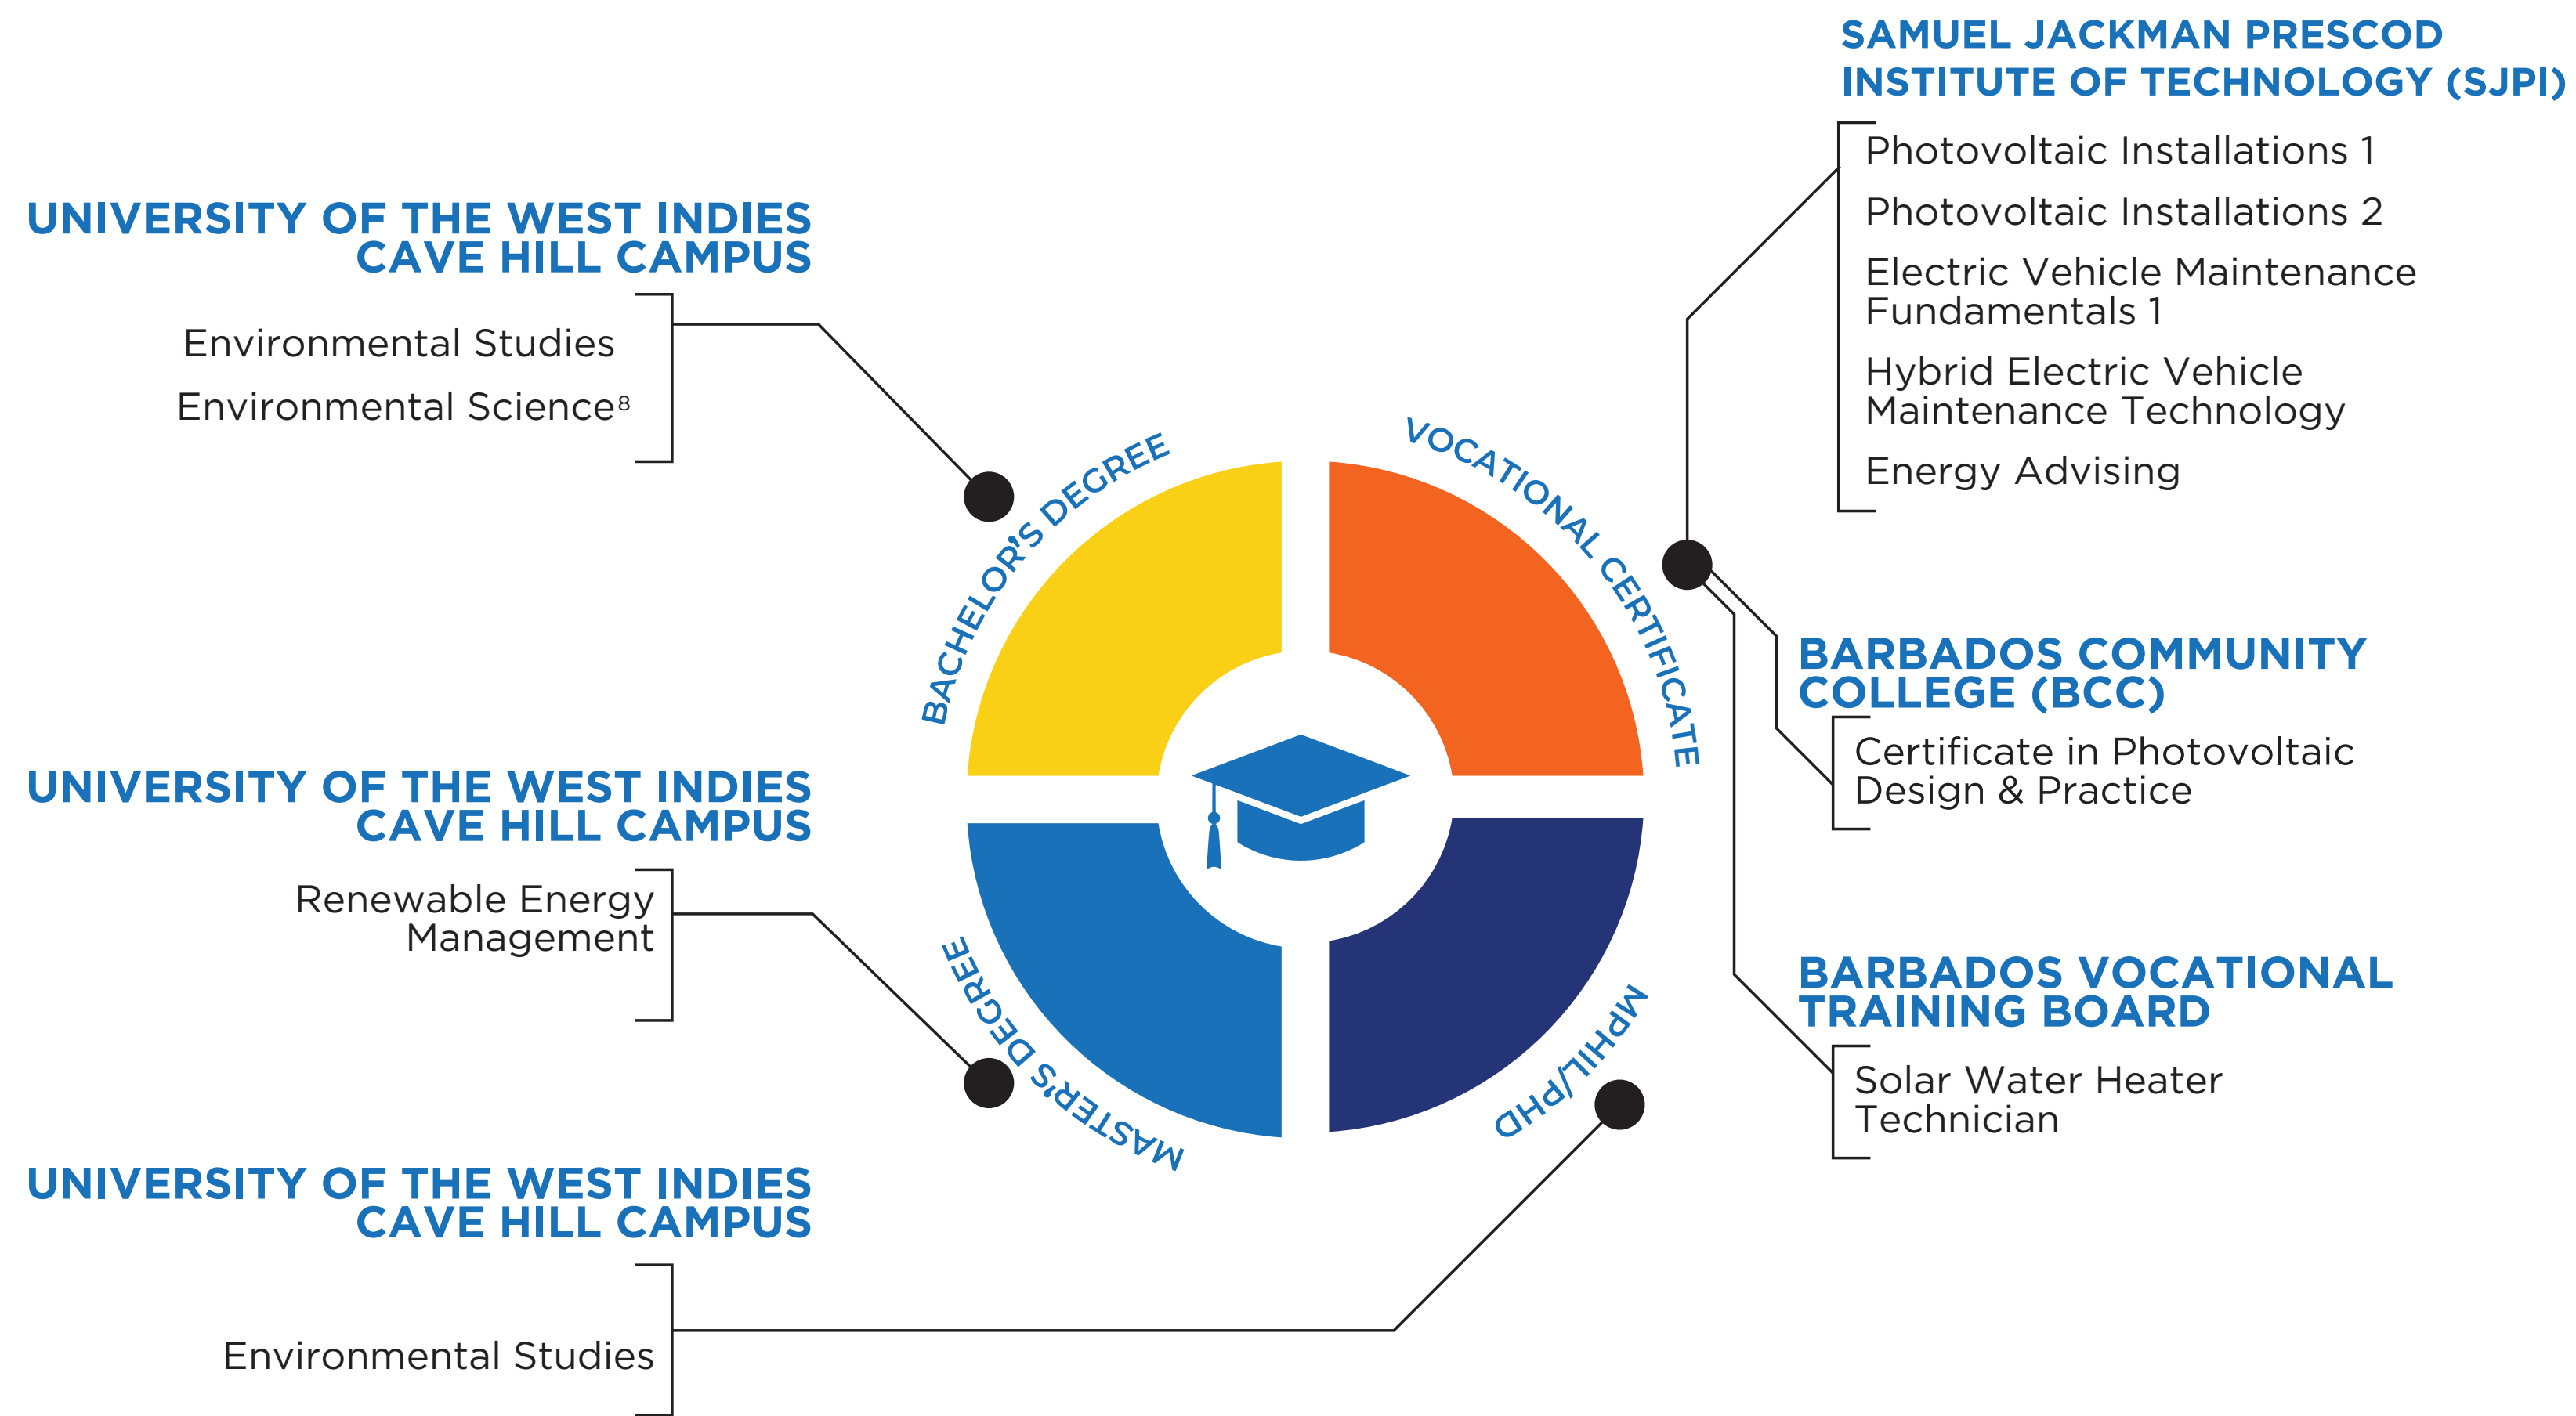 UNIVERSITY OF THE WEST INDIES
CAVE HILL CAMPUS
Environmental Studies
Environmental Science⁸
UNIVERSITY OF THE WEST INDIES
CAVE HILL CAMPUS
Renewable Energy
Management
UNIVERSITY OF THE WEST INDIES
CAVE HILL CAMPUS
Environmental Studies
BACHELOR'S DEGREE
VOCATIONAL CERTIFICATE
MASTER'S DEGREE
MPHIL/PHD
SAMUEL JACKMAN PRESCOD
INSTITUTE OF TECHNOLOGY (SJPI)
Photovoltaic Installations 1
Photovoltaic Installations 2
Electric Vehicle Maintenance
Fundamentals 1
Hybrid Electric Vehicle
Maintenance Technology
Energy Advising
BARBADOS COMMUNITY
COLLEGE (BCC)
Certificate in Photovoltaic
Design & Practice
BARBADOS VOCATIONAL
TRAINING BOARD
Solar Water Heater
Technician